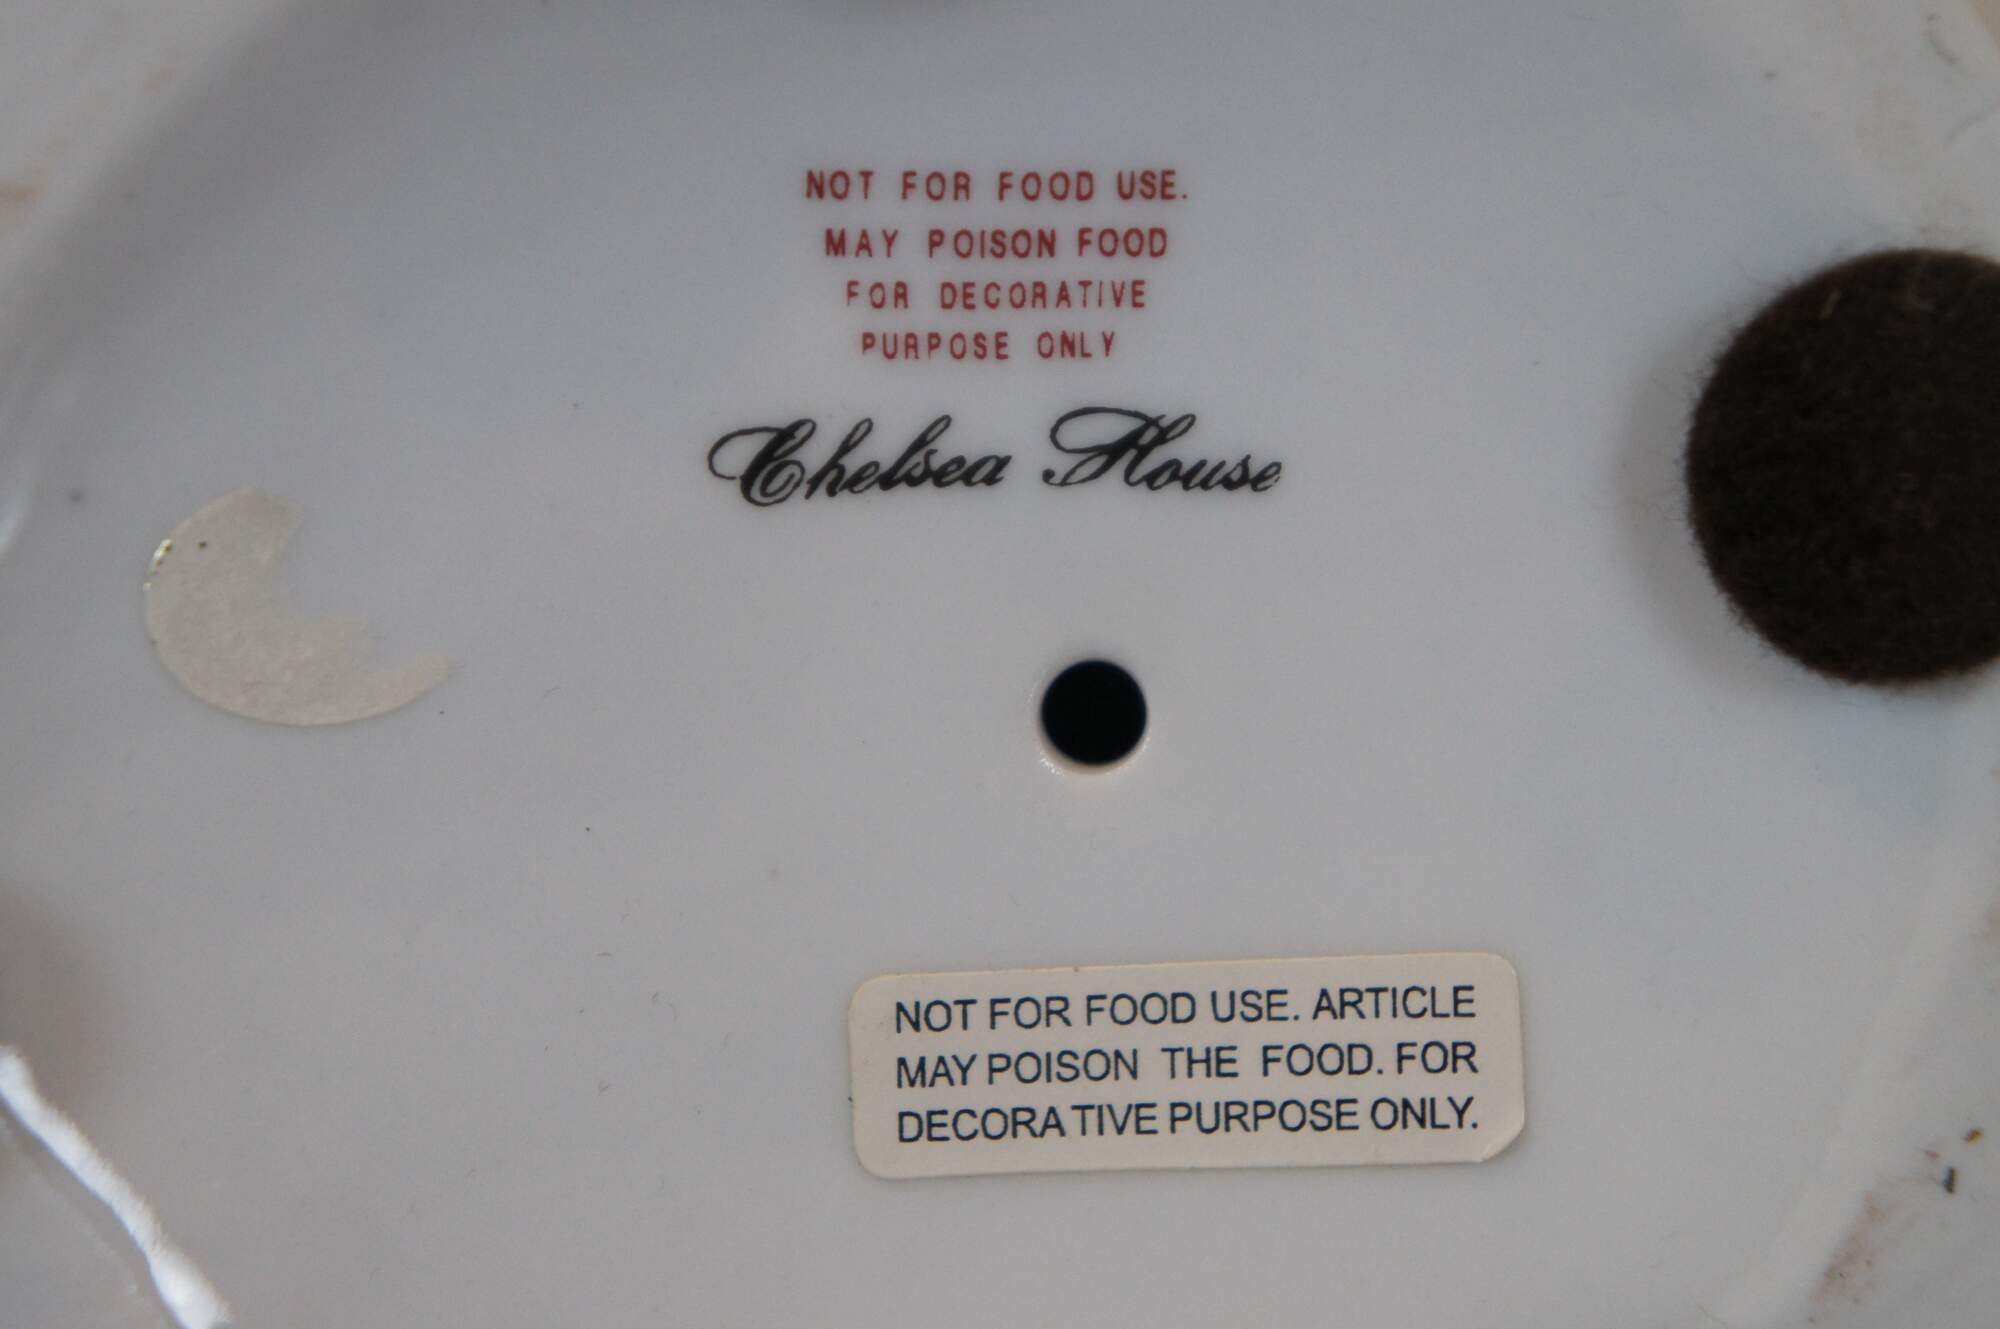 NOT FOR FOOD USE.
MAY POISON FOOD
FOR DECORATIVE
PURPOSE ONLY
Chelsea House
NOT FOR FOOD USE. ARTICLE
MAY POISON THE FOOD. FOR
DECORATIVE PURPOSE ONLY.